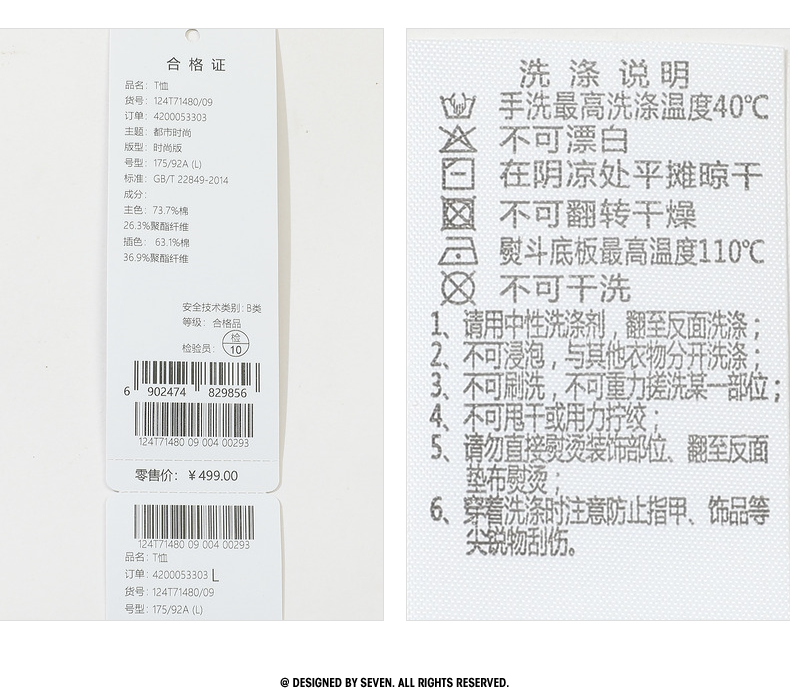 合格证
品名：T恤
货号：124T71480/09
订单：4200053303
主题：都市时尚
版型：时尚版
号型：175/92A (L)
标准：GB/T 22849-2014
成分：
主色：73.7%棉
26.3%聚酯纤维
插色： 63.1%棉
36.9%聚酯纤维
安全技术类别：B类
等级：合格品
检验员：检 10
6 902474 829856
124T71480 09 004 00293
零售价：￥499.00
124T71480 09 004 00293
品名：T恤
订单：4200053303 L
货号：124T71480/09
号型：175/92A (L)
洗涤说明
手洗最高洗涤温度40℃
不可漂白
在阴凉处平摊晾干
不可翻转干燥
熨斗底板最高温度110℃
不可干洗
1、请用中性洗涤剂，翻至反面洗涤；
2、不可浸泡，与其他衣物分开洗涤；
3、不可刷洗，不可重力搓洗某一部位；
4、不可甩干或用力拧绞；
5、请勿直接熨烫装饰部位、翻至反面
垫布熨烫；
6、穿着洗涤时注意防止指甲、饰品等
尖锐物刮伤。
@ DESIGNED BY SEVEN. ALL RIGHTS RESERVED.